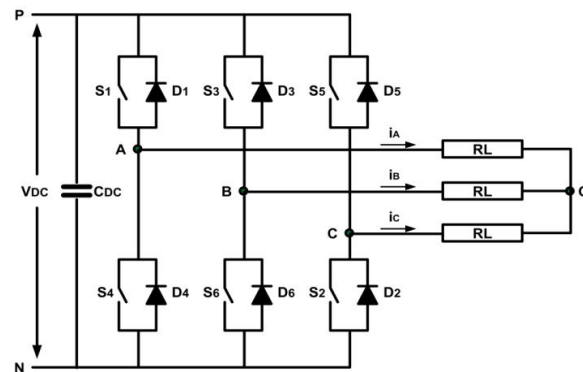 P
S1 D1 S3 D3 S5 D5
iA
A RL
iB
VDC CDC B RL
iC
C RL
S4 D4 S6 D6 S2 D2
N